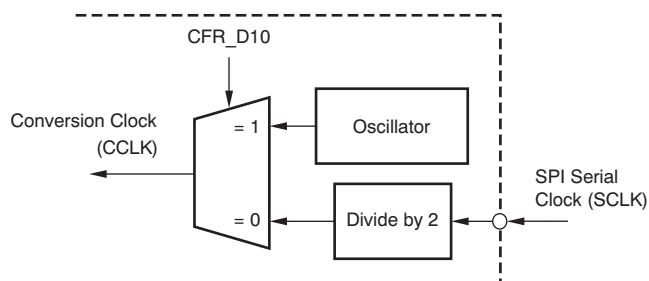 CFR_D10
Conversion Clock
(CCLK)
= 1
Oscillator
= 0
Divide by 2
SPI Serial
Clock (SCLK)